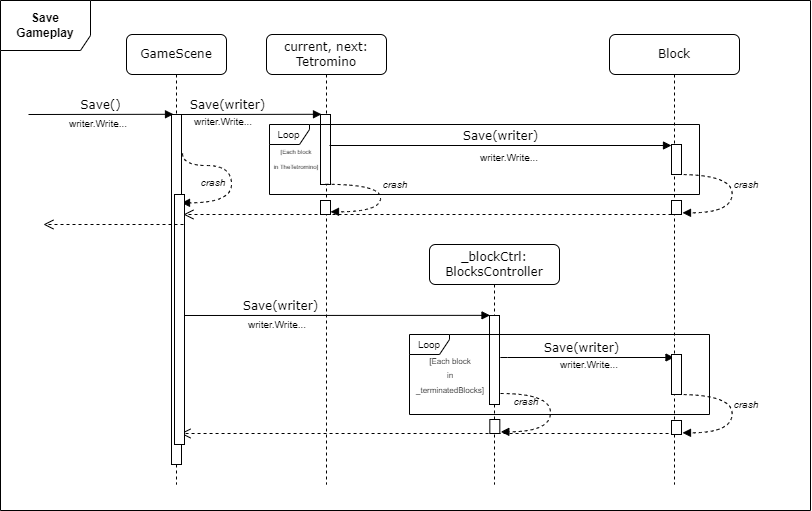 Save
Gameplay
GameScene
current, next:
Tetromino
Block
Save()
writer.Write...
Save(writer)
writer.Write...
Loop
[Each block
in TheTetromino]
Save(writer)
writer.Write...
crash
crash
crash
_blockCtrl:
BlocksController
Save(writer)
writer.Write...
Loop
[Each block
in
_terminatedBlocks]
Save(writer)
writer.Write...
crash
crash